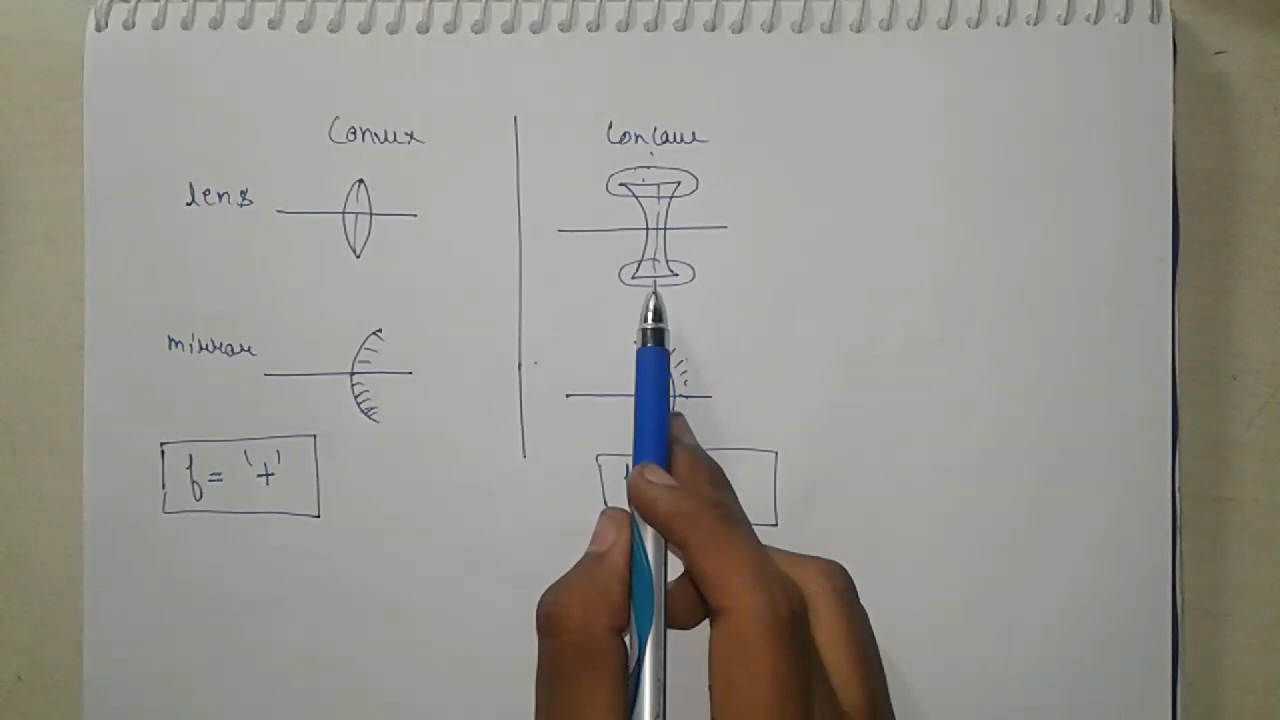 Convex
Concave
lens
mirror
f = '+'